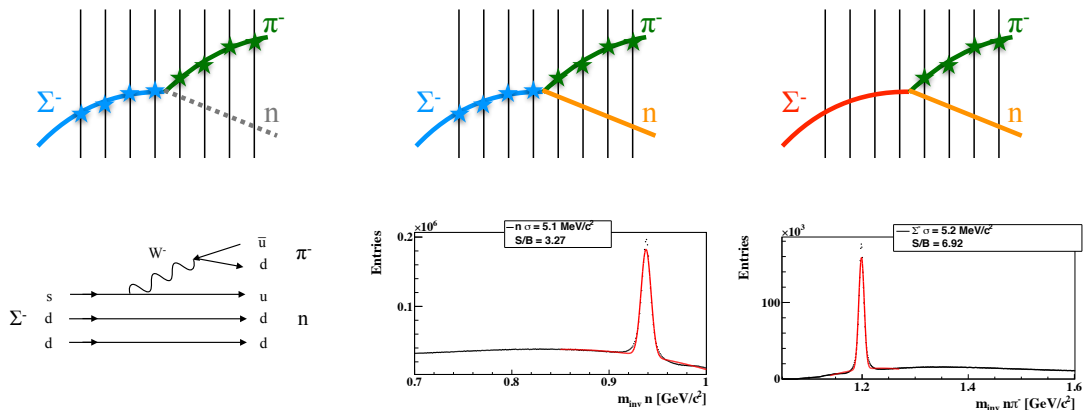 π⁻
Σ⁻
n
π⁻
Σ⁻
n
π⁻
Σ⁻
n
W⁻
u̅
d
π⁻
s
u
Σ⁻
d
d
n
d
d
×10⁶
n σ = 5.1 MeV/c²
S/B = 3.27
Entries
0.2
0.1
0.7
0.8
0.9
1
m_inv n [GeV/c²]
×10³
Σ⁻ σ = 5.2 MeV/c²
S/B = 6.92
Entries
160
100
0
1.2
1.4
1.6
m_inv nπ⁻ [GeV/c²]